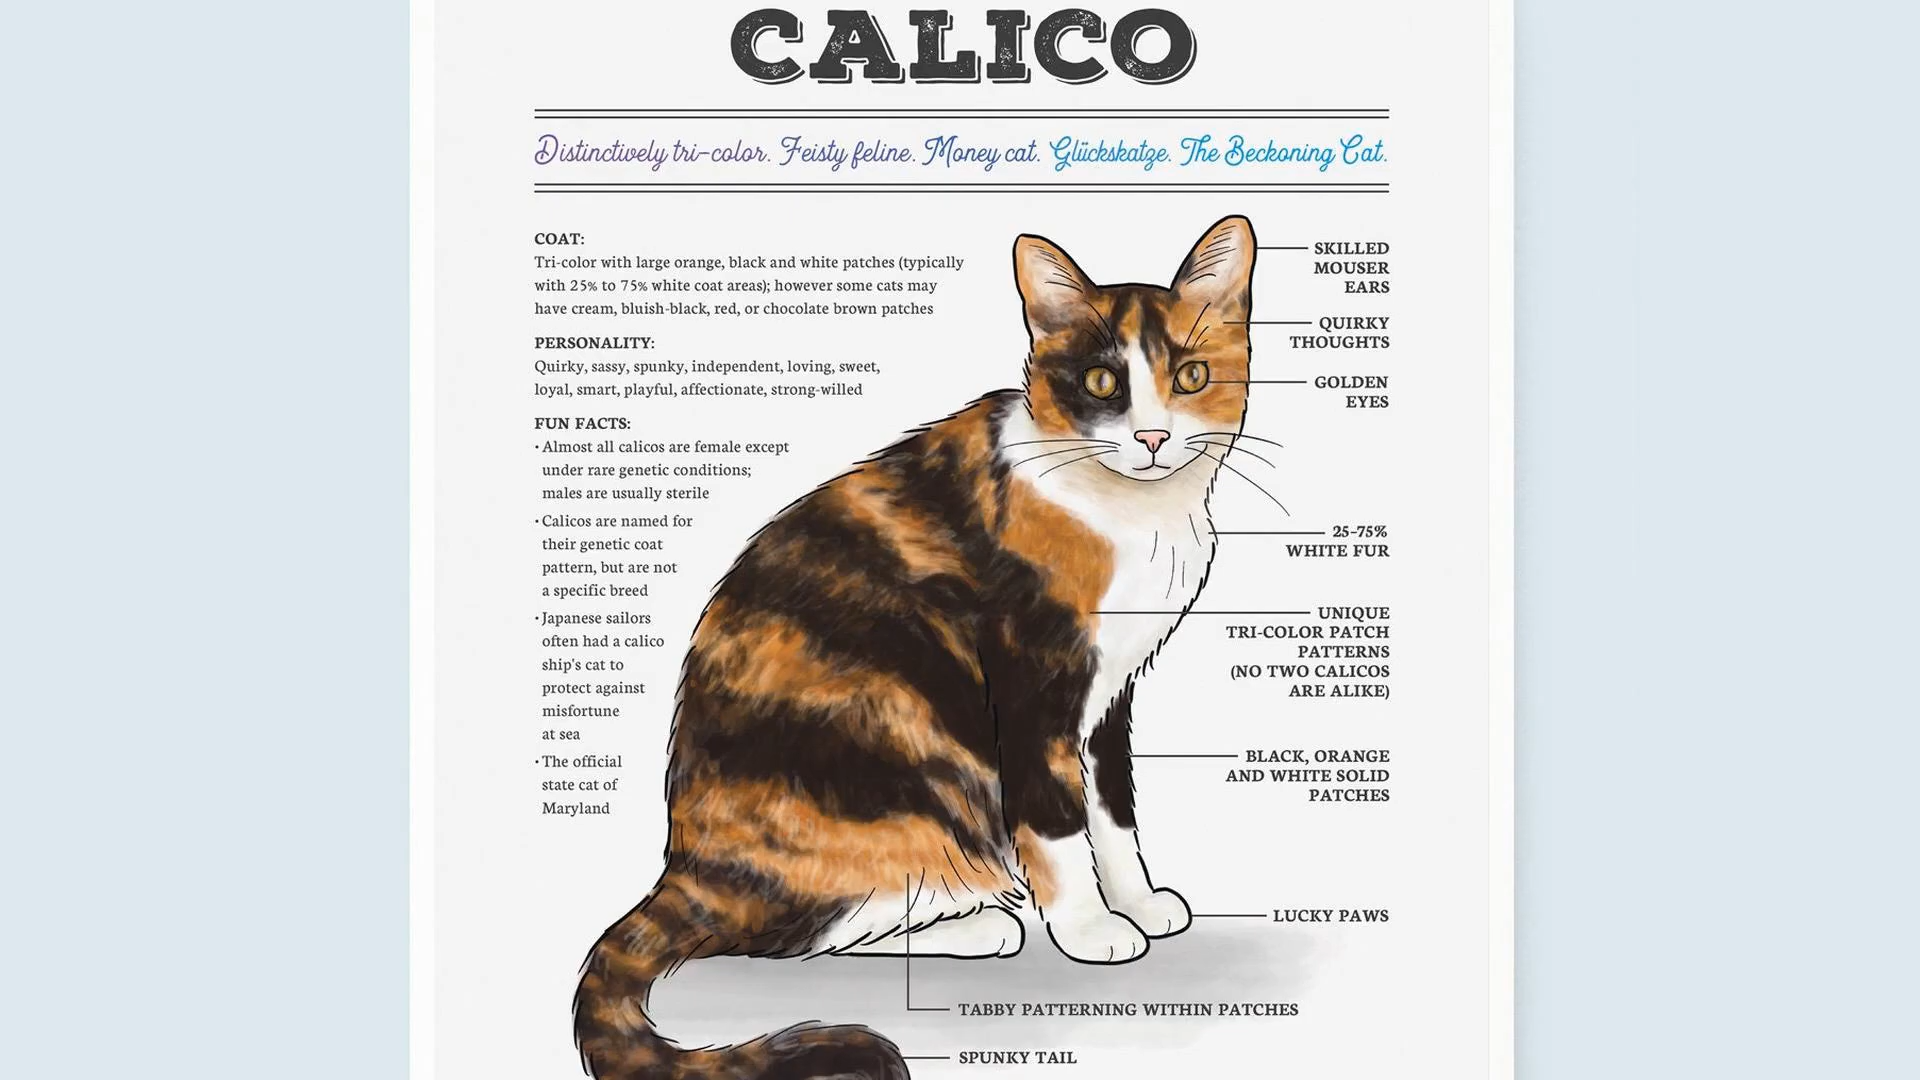 CALICO
Distinctively tri-color. Feisty feline. Money cat. Glückskatze. The Beckoning Cat.
COAT:
Tri-color with large orange, black and white patches (typically
with 25% to 75% white coat areas); however some cats may
have cream, bluish-black, red, or chocolate brown patches
PERSONALITY:
Quirky, sassy, spunky, independent, loving, sweet,
loyal, smart, playful, affectionate, strong-willed
FUN FACTS:
· Almost all calicos are female except
under rare genetic conditions;
males are usually sterile
· Calicos are named for
their genetic coat
pattern, but are not
a specific breed
· Japanese sailors
often had a calico
ship's cat to
protect against
misfortune
at sea
· The official
state cat of
Maryland
SKILLED
MOUSER
EARS
QUIRKY
THOUGHTS
GOLDEN
EYES
25-75%
WHITE FUR
UNIQUE
TRI-COLOR PATCH
PATTERNS
(NO TWO CALICOS
ARE ALIKE)
BLACK, ORANGE
AND WHITE SOLID
PATCHES
LUCKY PAWS
TABBY PATTERNING WITHIN PATCHES
SPUNKY TAIL